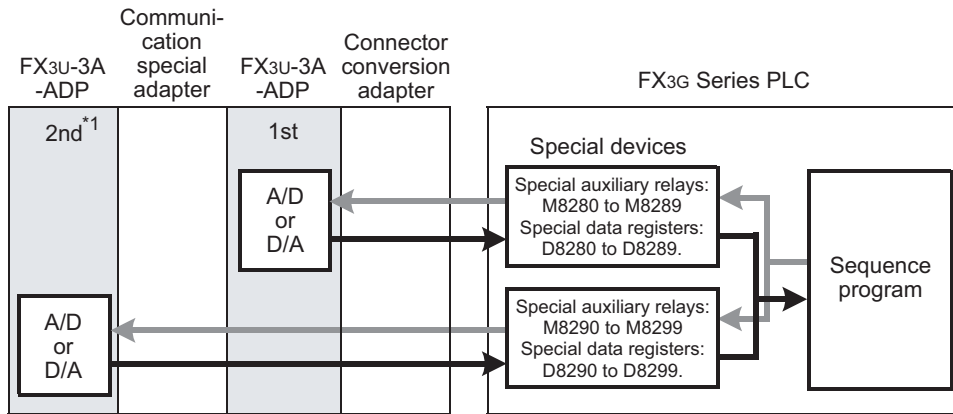 FX3U-3A
-ADP
Communi-
cation
special
adapter
FX3U-3A
-ADP
Connector
conversion
adapter
FX3G Series PLC
2nd*1
1st
Special devices
A/D
or
D/A
Special auxiliary relays:
M8280 to M8289
Special data registers:
D8280 to D8289.
Sequence
program
A/D
or
D/A
Special auxiliary relays:
M8290 to M8299
Special data registers:
D8290 to D8299.